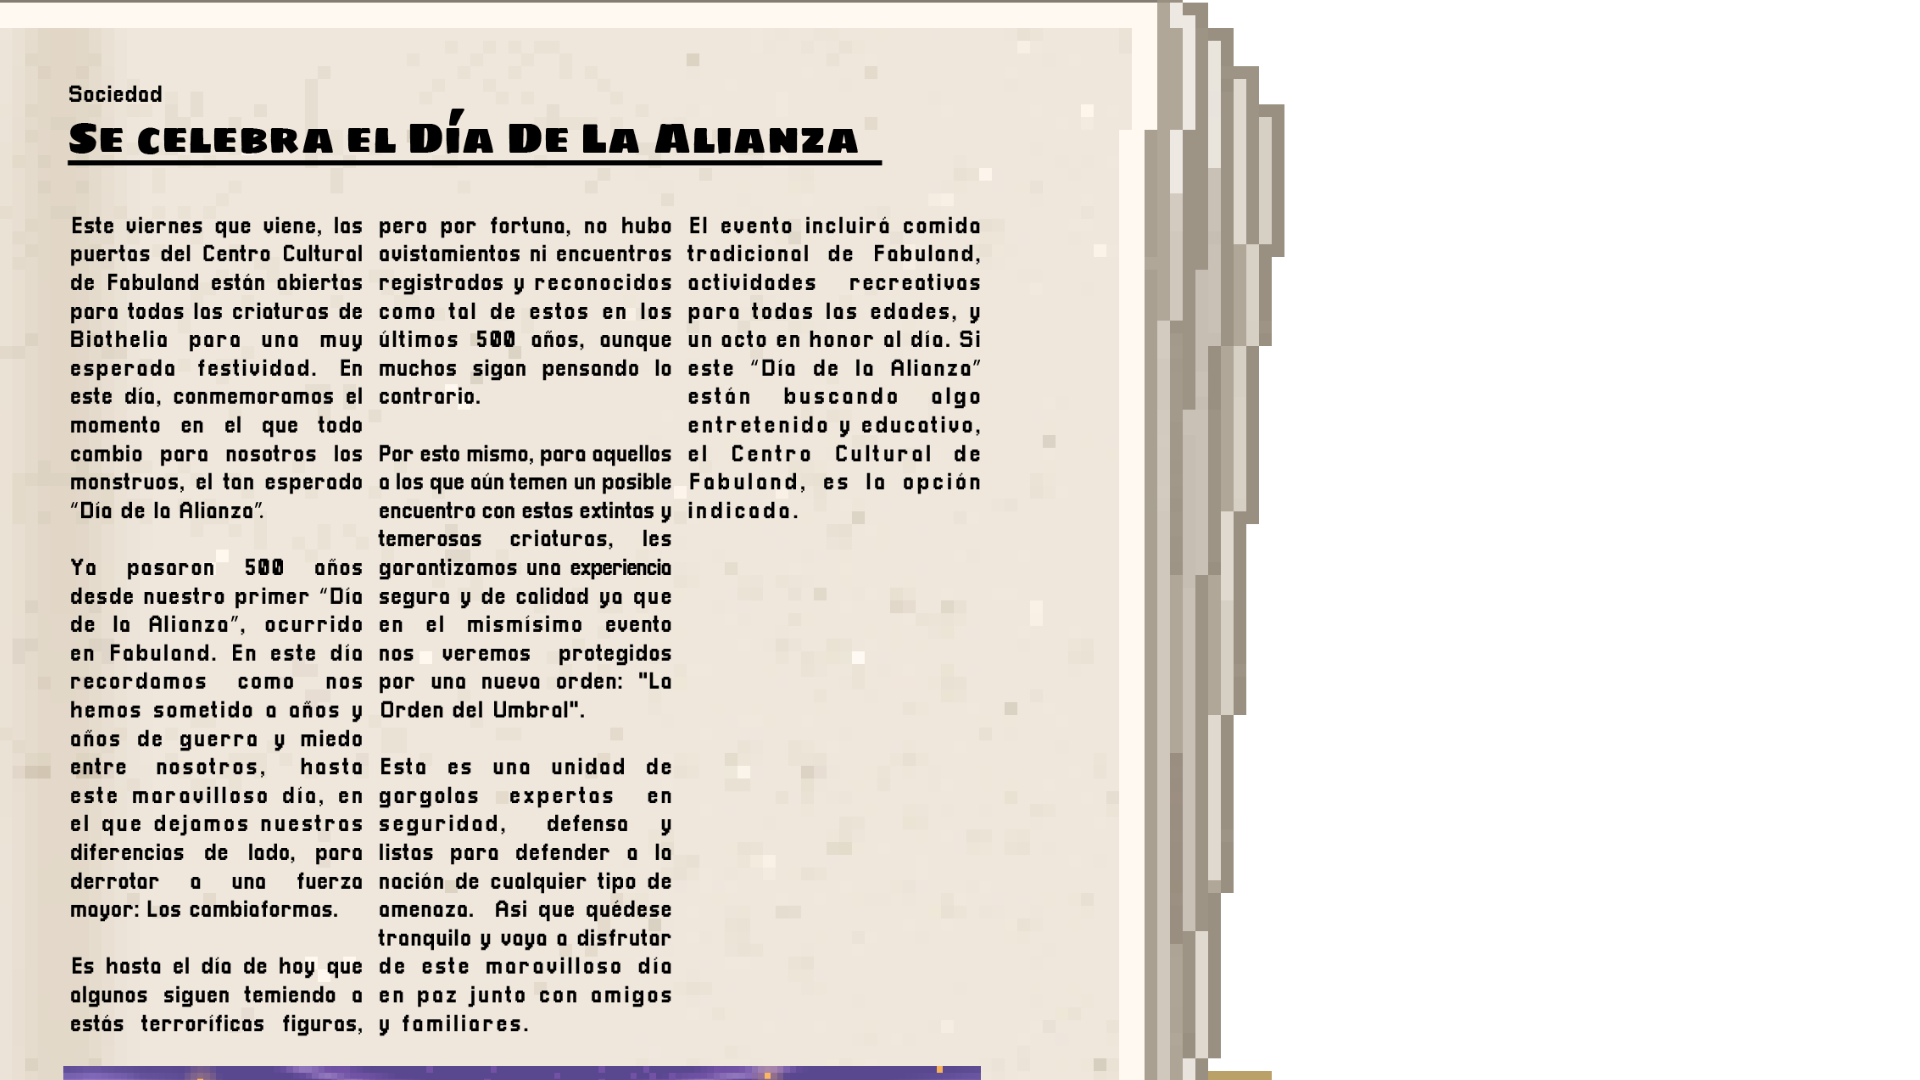 Sociedad
Se celebra el Día De La Alianza
Este viernes que viene, las
puertas del Centro Cultural
de Fabuland están abiertas
para todas las criaturas de
Biothelia para una muy
esperada festividad. En
este día, conmemoramos el
momento en el que todo
cambio para nosotros los
monstruos, el tan esperado
“Día de la Alianza”.
Ya pasaron 500 años
desde nuestro primer “Día
de la Alianza”, ocurrido
en Fabuland. En este día
recordamos como nos
hemos sometido a años y
años de guerra y miedo
entre nosotros, hasta
este maravilloso día, en
el que dejamos nuestras
diferencias de lado, para
derrotar a una fuerza
mayor: Los cambiaformas.
Es hasta el día de hoy que
algunos siguen temiendo a
estás terroríficas figuras,
pero por fortuna, no hubo
avistamientos ni encuentros
registrados y reconocidos
como tal de estos en los
últimos 500 años, aunque
muchos sigan pensando lo
contrario.
Por esto mismo, para aquellos
a los que aún temen un posible
encuentro con estas extintas y
temerosas criaturas, les
garantizamos una experiencia
segura y de calidad ya que
en el mismísimo evento
nos veremos protegidos
por una nueva orden: "La
Orden del Umbral".
Esta es una unidad de
gargolas expertas en
seguridad, defensa y
listas para defender a la
nación de cualquier tipo de
amenaza. Asi que quédese
tranquilo y vaya a disfrutar
de este maravilloso día
en paz junto con amigos
y familiares.
El evento incluirá comida
tradicional de Fabuland,
actividades recreativas
para todas las edades, y
un acto en honor al día. Si
este “Día de la Alianza”
están buscando algo
entretenido y educativo,
el Centro Cultural de
Fabuland, es la opción
indicada.